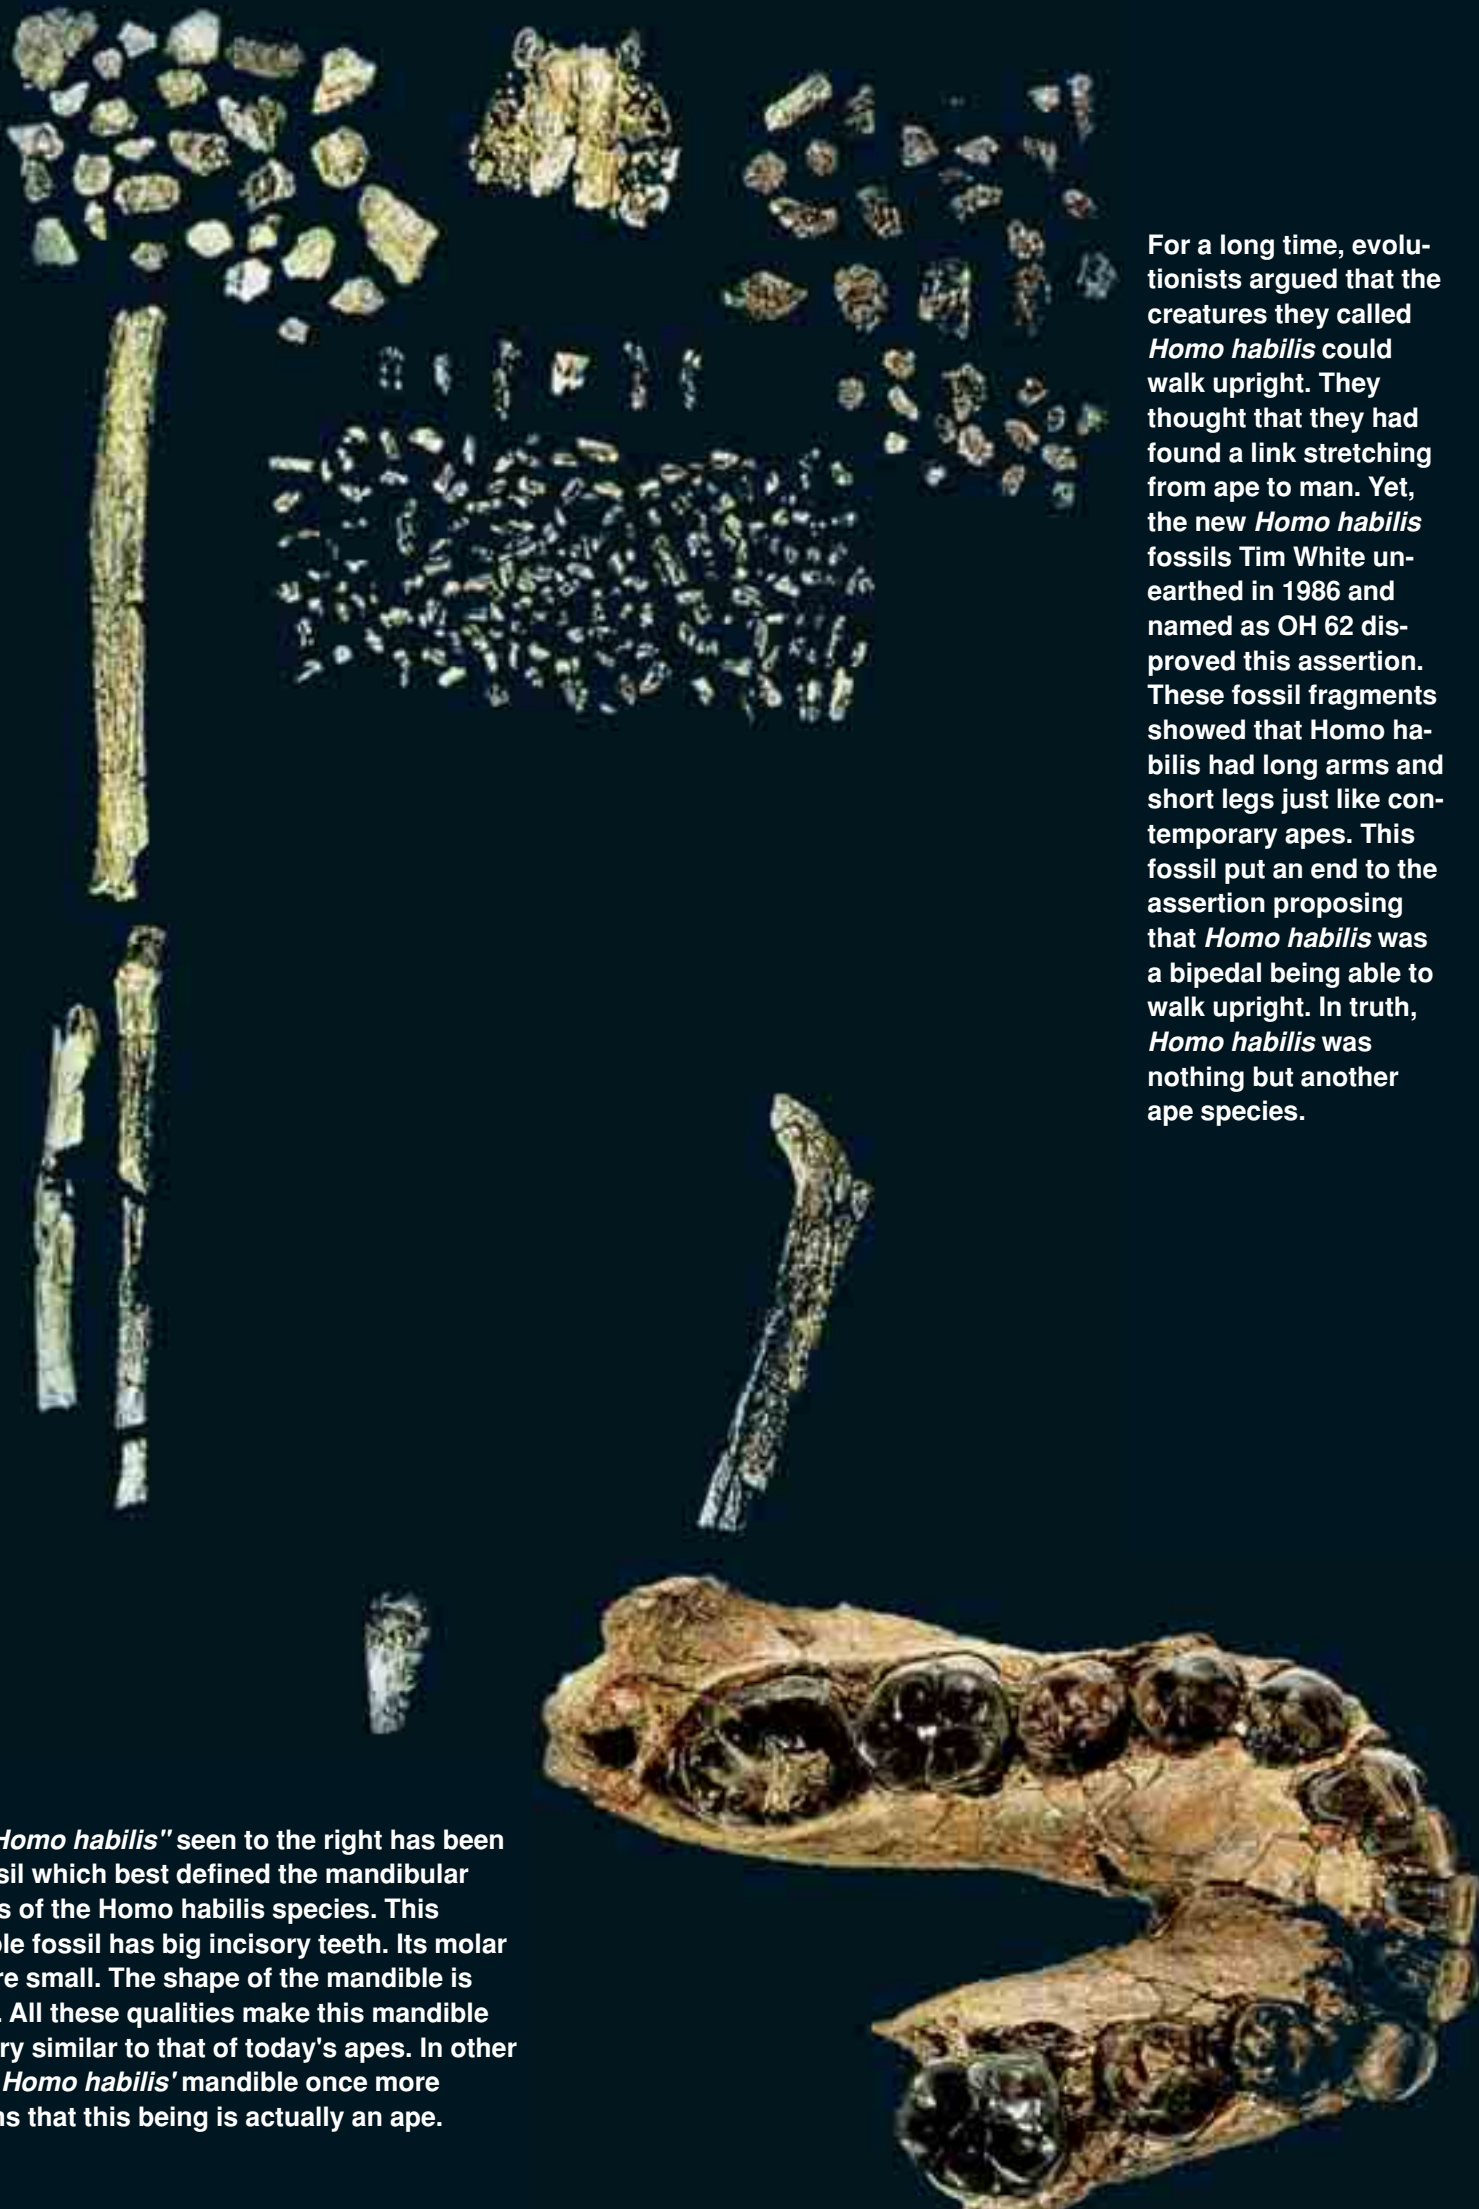 For a long time, evolu-
tionists argued that the
creatures they called
Homo habilis could
walk upright. They
thought that they had
found a link stretching
from ape to man. Yet,
the new Homo habilis
fossils Tim White un-
earthed in 1986 and
named as OH 62 dis-
proved this assertion.
These fossil fragments
showed that Homo ha-
bilis had long arms and
short legs just like con-
temporary apes. This
fossil put an end to the
assertion proposing
that Homo habilis was
a bipedal being able to
walk upright. In truth,
Homo habilis was
nothing but another
ape species.
Homo habilis" seen to the right has been
which best defined the mandibular
of the Homo habilis species. This
fossil has big incisory teeth. Its molar
small. The shape of the mandible is
All these qualities make this mandible
similar to that of today's apes. In other
Homo habilis' mandible once more
that this being is actually an ape.